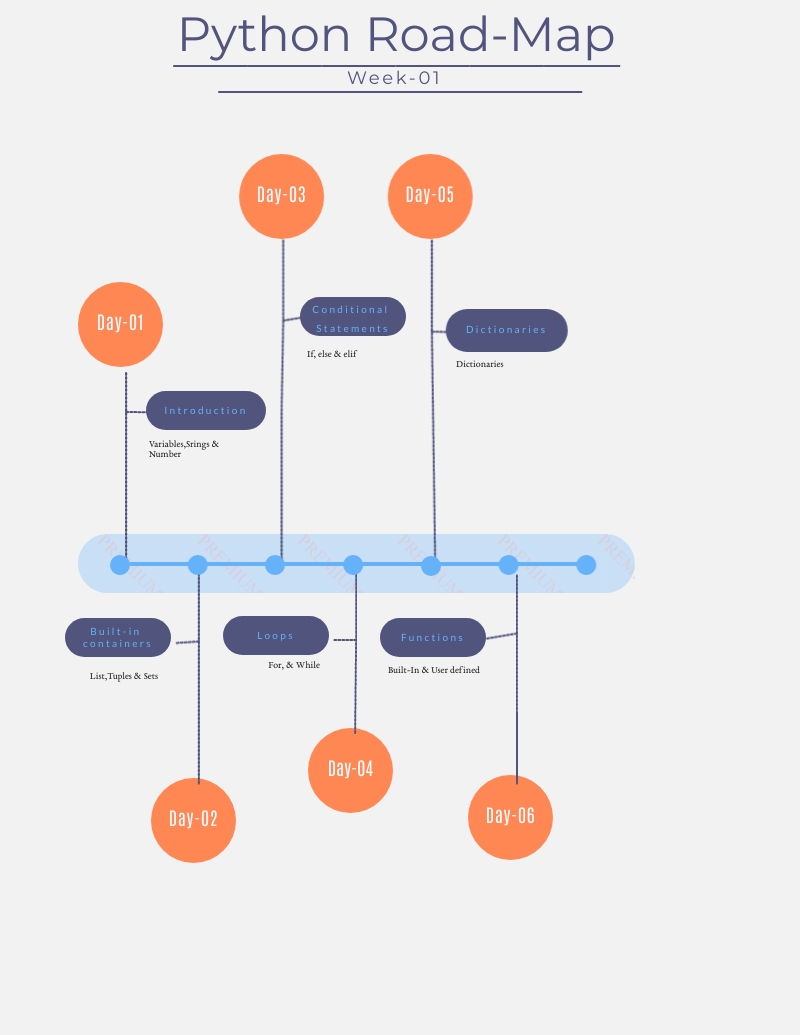 Python Road-Map
Week-01
Day-03
Day-05
Day-01
Conditional
Statements
If, else & elif
Dictionaries
Dictionaries
Introduction
Variables,Srings &
Number
PREMIUM PREMIUM PREMIUM PREMIUM PREMIUM PREM
Built-in
containers
List,Tuples & Sets
Loops
For, & While
Functions
Built-In & User defined
Day-04
Day-02
Day-06